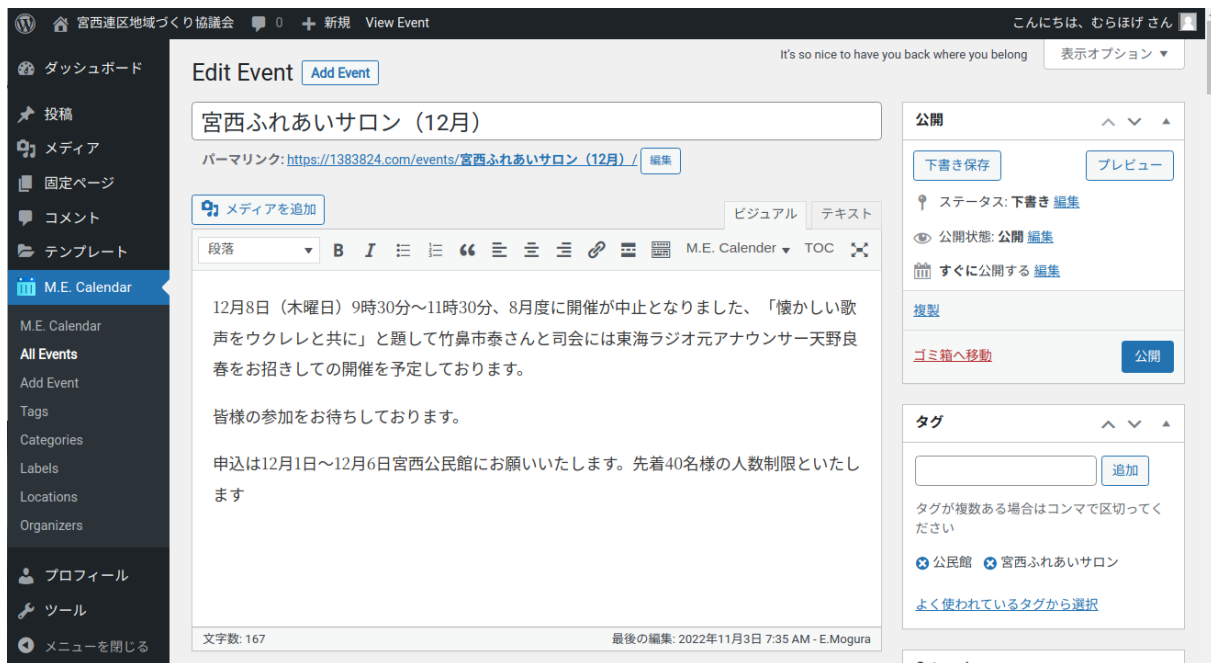 宮西連区地域づくり協議会 0 新規 View Event こんにちは、むらほげ さん
ダッシュボード
投稿
メディア
固定ページ
コメント
テンプレート
M.E. Calendar
M.E. Calendar
All Events
Add Event
Tags
Categories
Labels
Locations
Organizers
プロフィール
ツール
メニューを閉じる
It's so nice to have you back where you belong
表示オプション ▼
Edit Event Add Event
宮西ふれあいサロン（12月）
パーマリンク: https://1383824.com/events/宮西ふれあいサロン（12月）/ 編集
メディアを追加
ビジュアル テキスト
段落 B I M.E. Calender TOC
12月8日（木曜日）9時30分〜11時30分、8月度に開催が中止となりました、「懐かしい歌
声をウクレレと共に」と題して竹鼻市泰さんと司会には東海ラジオ元アナウンサー天野良
春をお招きしての開催を予定しております。
皆様の参加をお待ちしております。
申込は12月1日〜12月6日宮西公民館にお願いいたします。先着40名様の人数制限といたし
ます
文字数: 167 最後の編集: 2022年11月3日 7:35 AM - E.Mogura
公開
下書き保存 プレビュー
ステータス: 下書き 編集
公開状態: 公開 編集
すぐに公開する 編集
複製
ゴミ箱へ移動 公開
タグ
追加
タグが複数ある場合はコンマで区切ってく
ださい
公民館 宮西ふれあいサロン
よく使われているタグから選択